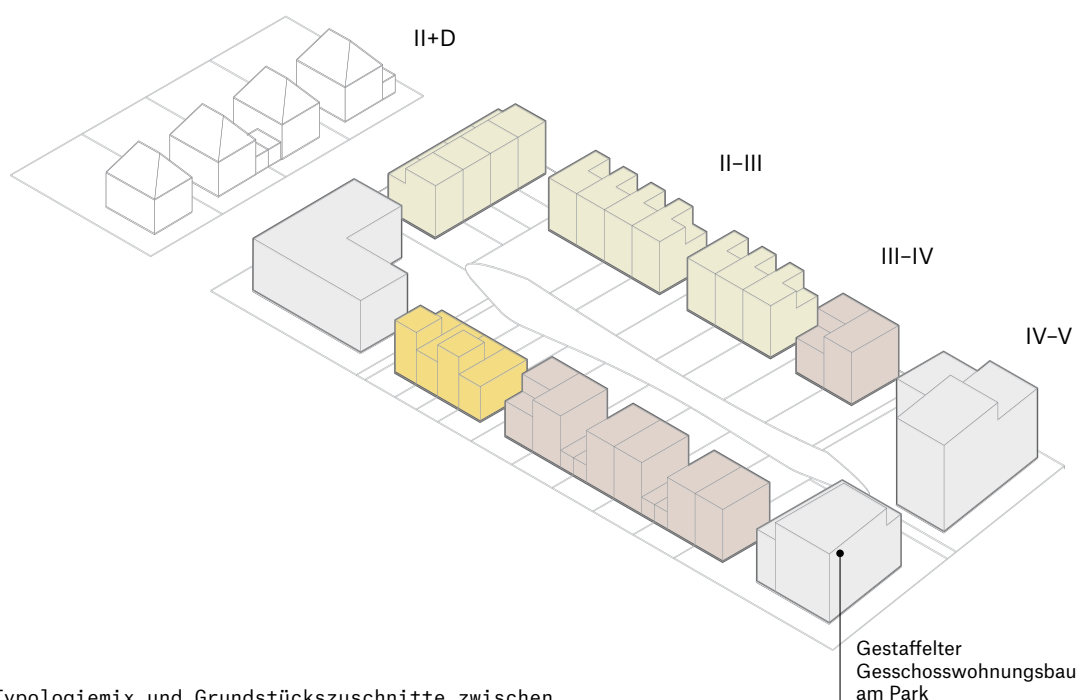 II+D
II–III
III–IV
IV–V
Gestaffelter
Gesschosswohnungsbau
am Park
Typologiemix und Grundstückszuschnitte zwischen